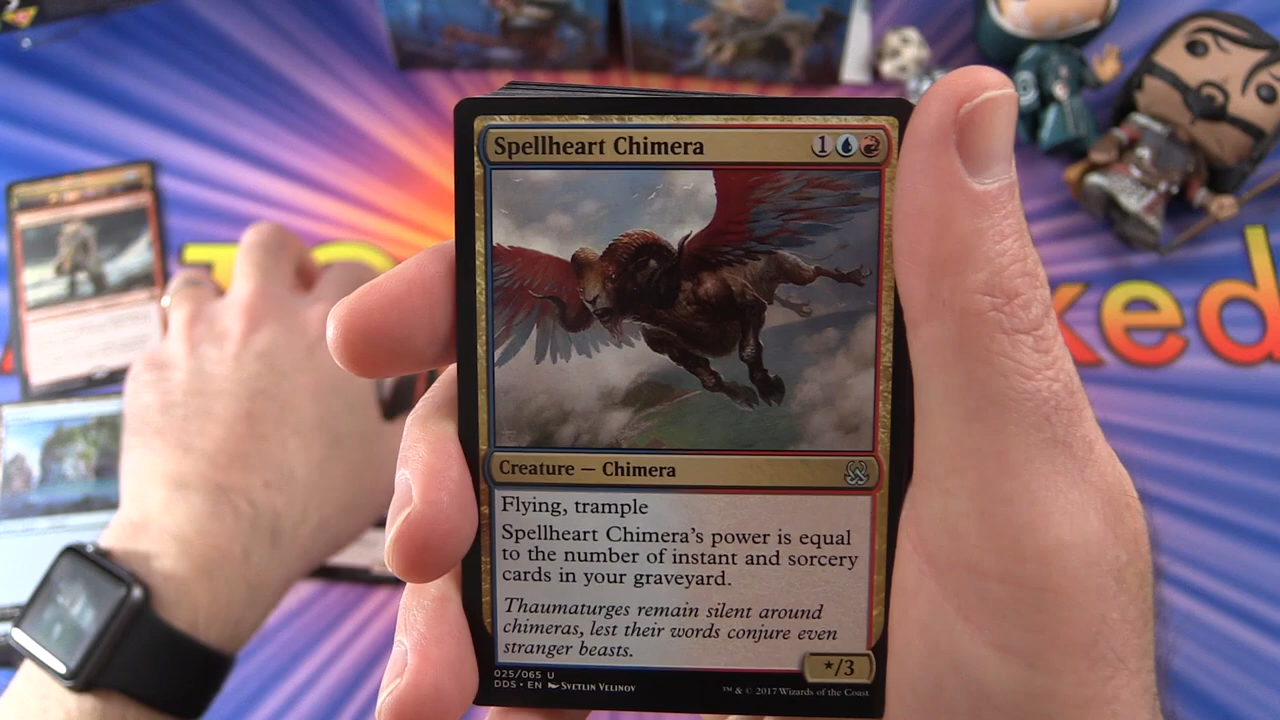 Spellheart Chimera
1
Creature — Chimera
Flying, trample
Spellheart Chimera's power is equal
to the number of instant and sorcery
cards in your graveyard.
Thaumaturges remain silent around
chimeras, lest their words conjure even
stranger beasts.
*/3
025/065 U
DDS • EN Svetlin Velinov
™ & © 2017 Wizards of the Coast
ked